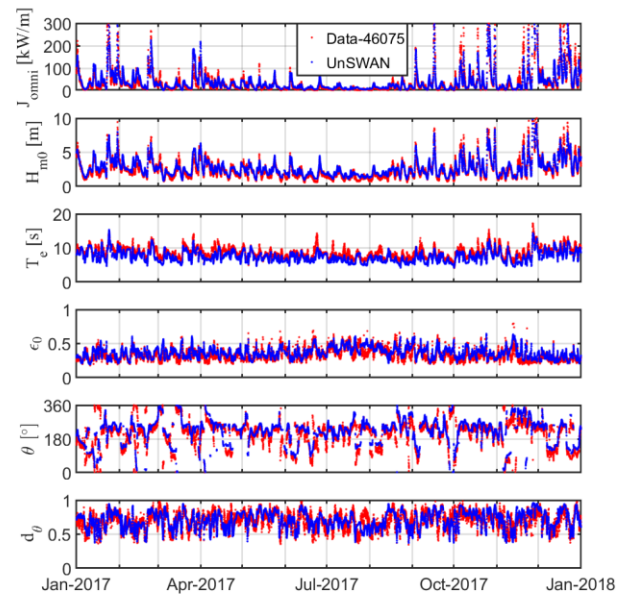 300
200
100
0
J_omni [kW/m]
Data-46075
UnSWAN
10
5
0
H_m0 [m]
20
10
0
T_e [s]
1
0.5
0
ϵ_0
360
180
0
θ [°]
1
0.5
0
d_θ
Jan-2017 Apr-2017 Jul-2017 Oct-2017 Jan-2018